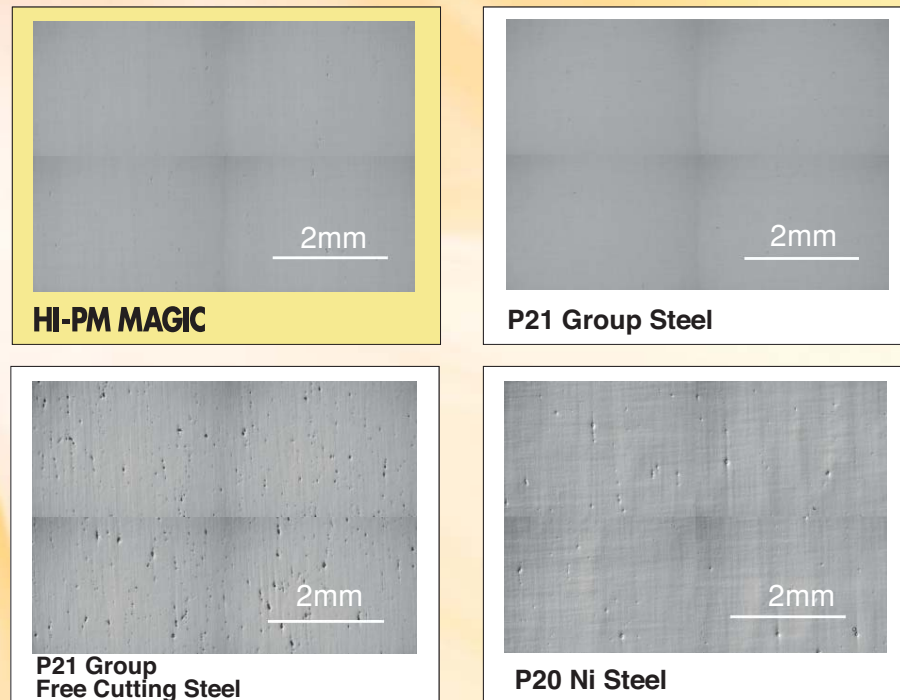 2mm
HI-PM MAGIC
2mm
P21 Group Steel
2mm
P21 Group
Free Cutting Steel
2mm
P20 Ni Steel